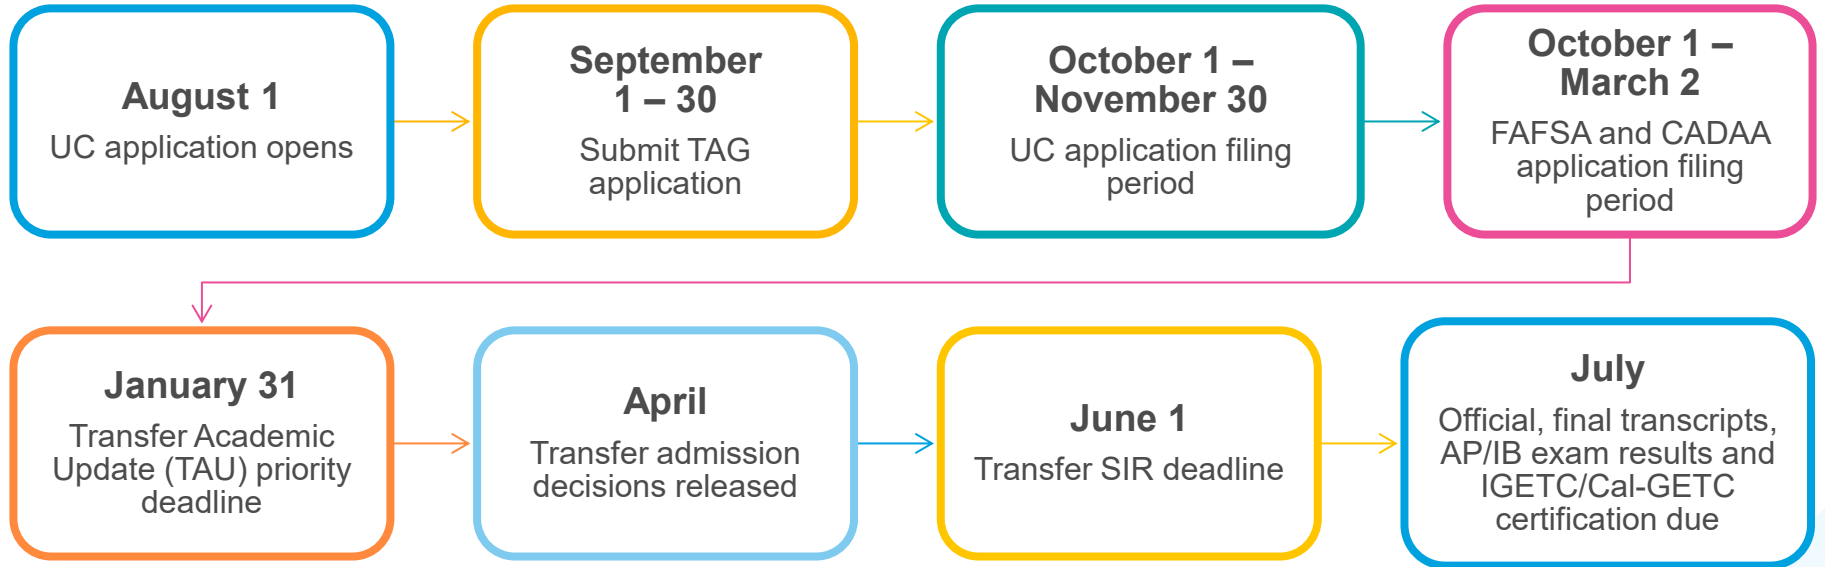 August 1
UC application opens
September
1 – 30
Submit TAG
application
October 1 –
November 30
UC application filing
period
October 1 –
March 2
FAFSA and CADAA
application filing
period
January 31
Transfer Academic
Update (TAU) priority
deadline
April
Transfer admission
decisions released
June 1
Transfer SIR deadline
July
Official, final transcripts,
AP/IB exam results and
IGETC/Cal-GETC
certification due